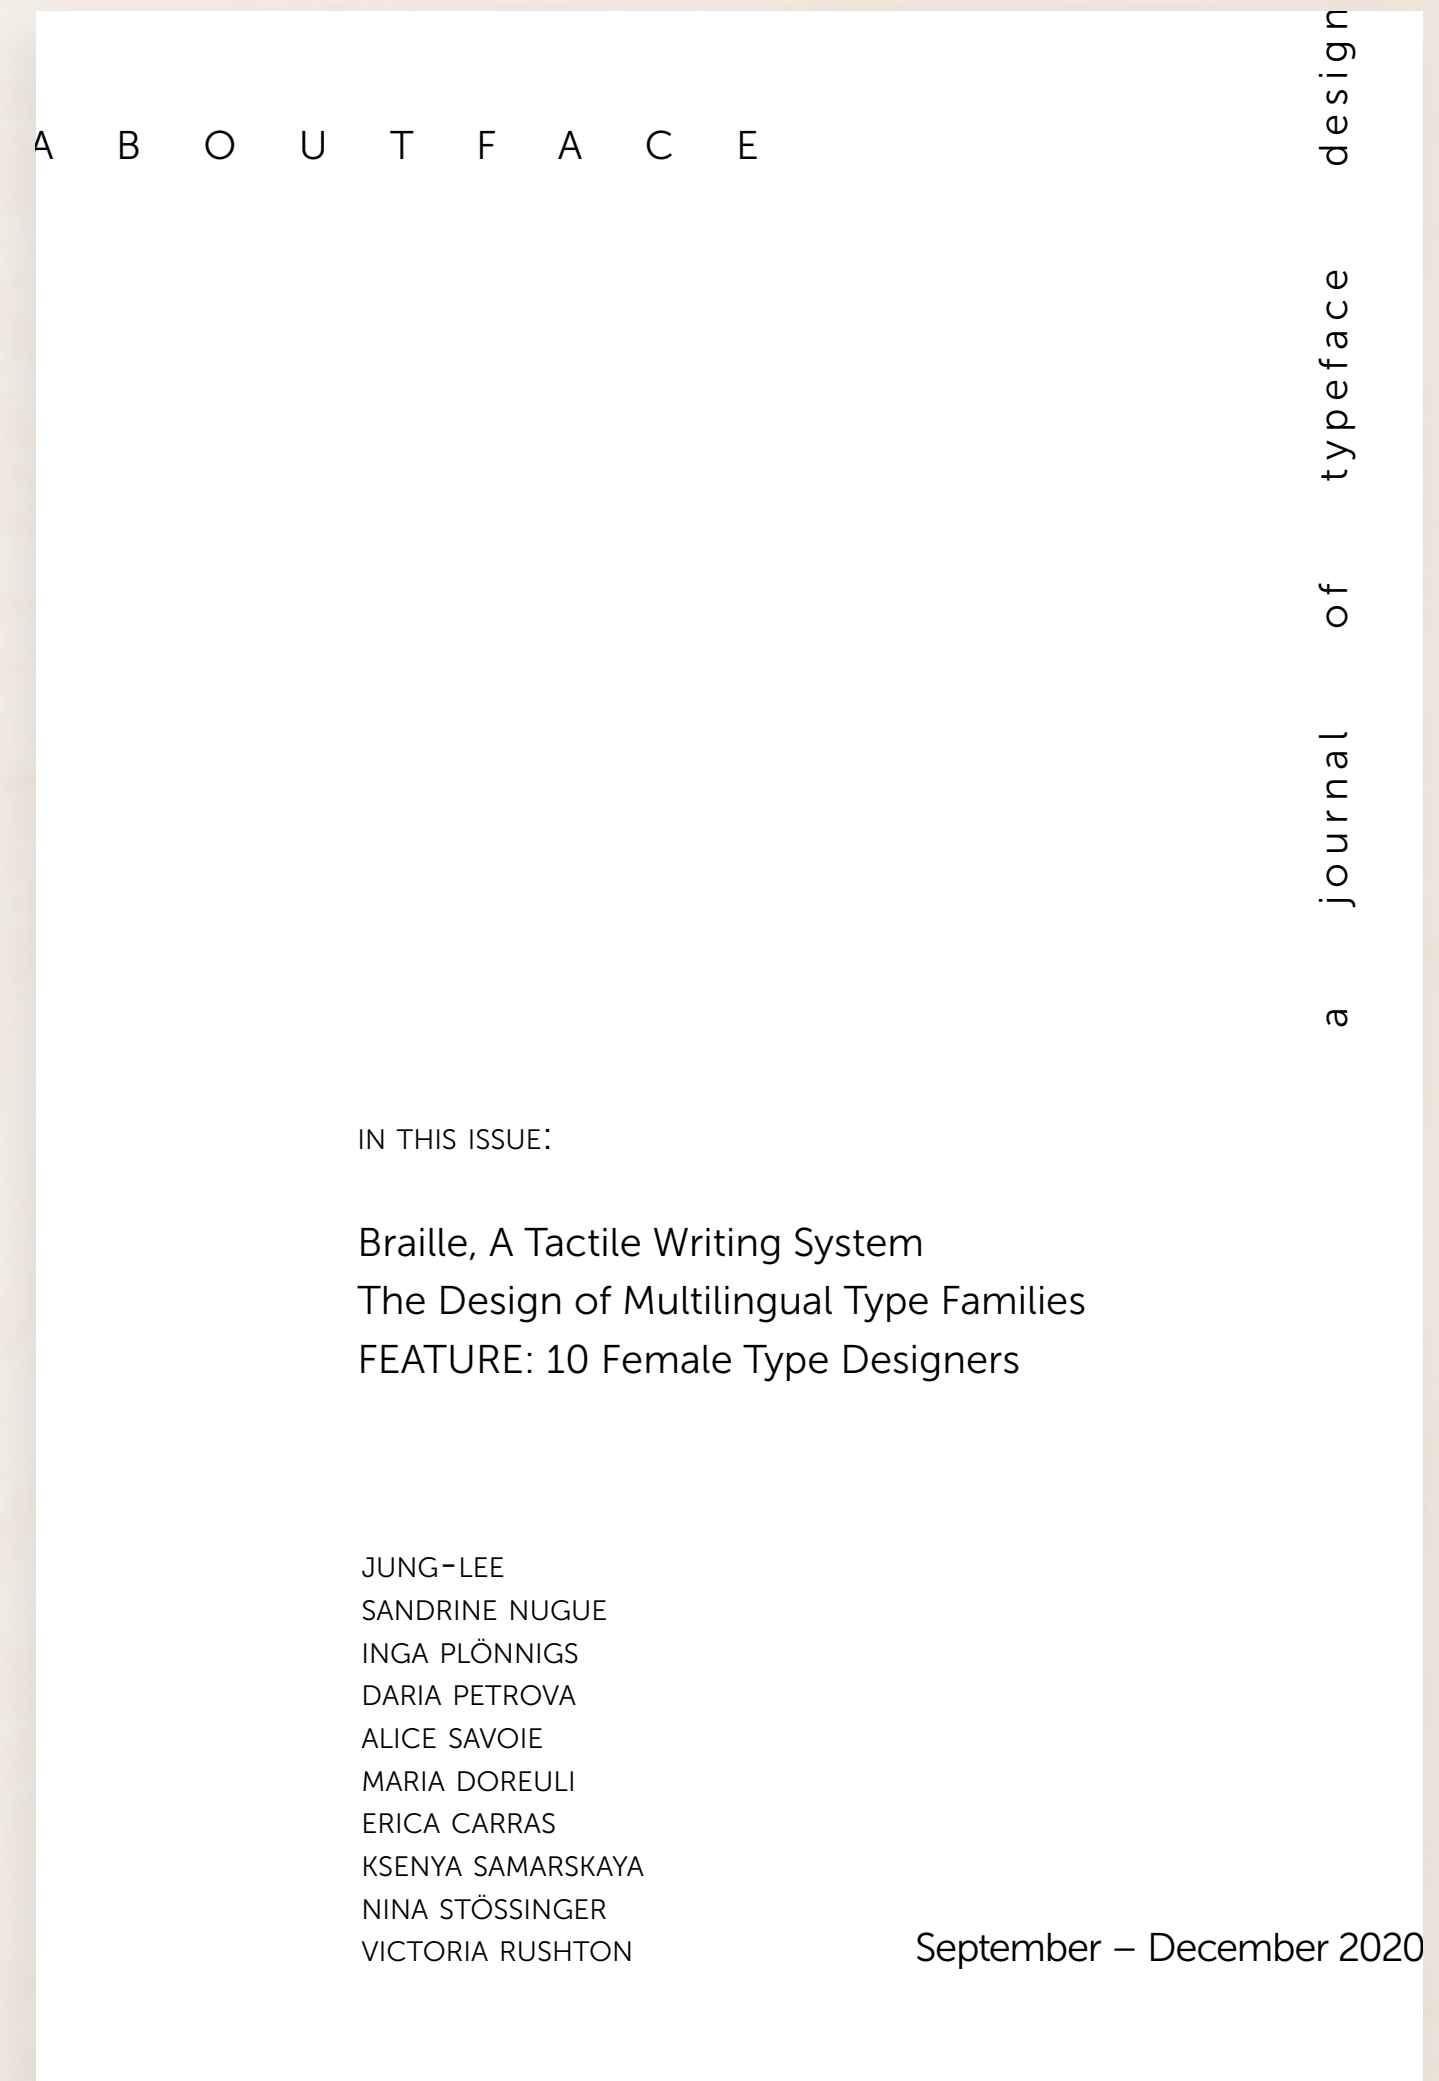 A B O U T F A C E
a journal of typeface design
IN THIS ISSUE:
Braille, A Tactile Writing System
The Design of Multilingual Type Families
FEATURE: 10 Female Type Designers
JUNG-LEE
SANDRINE NUGUE
INGA PLÖNNIGS
DARIA PETROVA
ALICE SAVOIE
MARIA DOREULI
ERICA CARRAS
KSENYA SAMARSKAYA
NINA STÖSSINGER
VICTORIA RUSHTON
September – December 2020